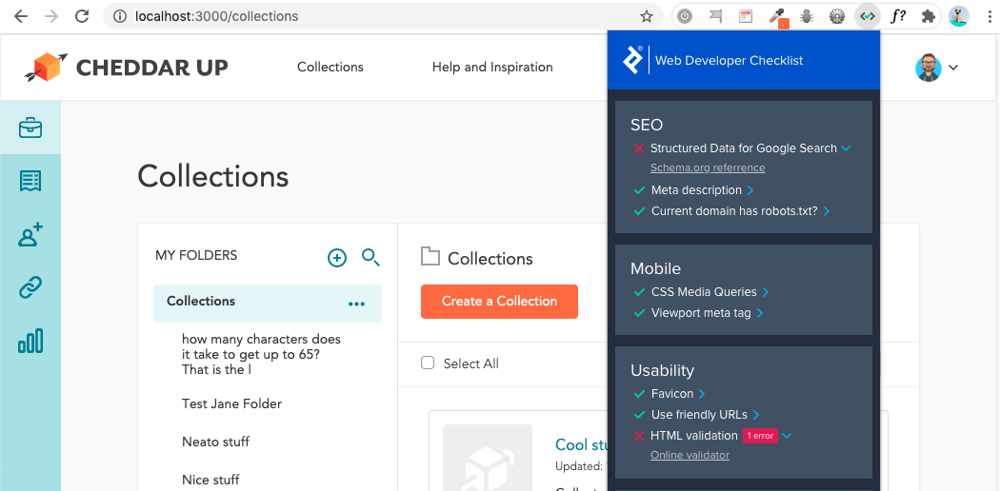 localhost:3000/collections
f?
CHEDDAR UP
Collections
Help and Inspiration
Web Developer Checklist
SEO
Structured Data for Google Search
Schema.org referrence
Meta description
Current domain has robots.txt?
Mobile
CSS Media Queries
Viewport meta tag
Usability
Favicon
Use friendly URLs
HTML validation 1 error
Online validator
Collections
MY FOLDERS
Collections
how many characters does
it take to get up to 65?
That is the l
Test Jane Folder
Neato stuff
Nice stuff
Collections
Create a Collection
Select All
Cool
Updated: